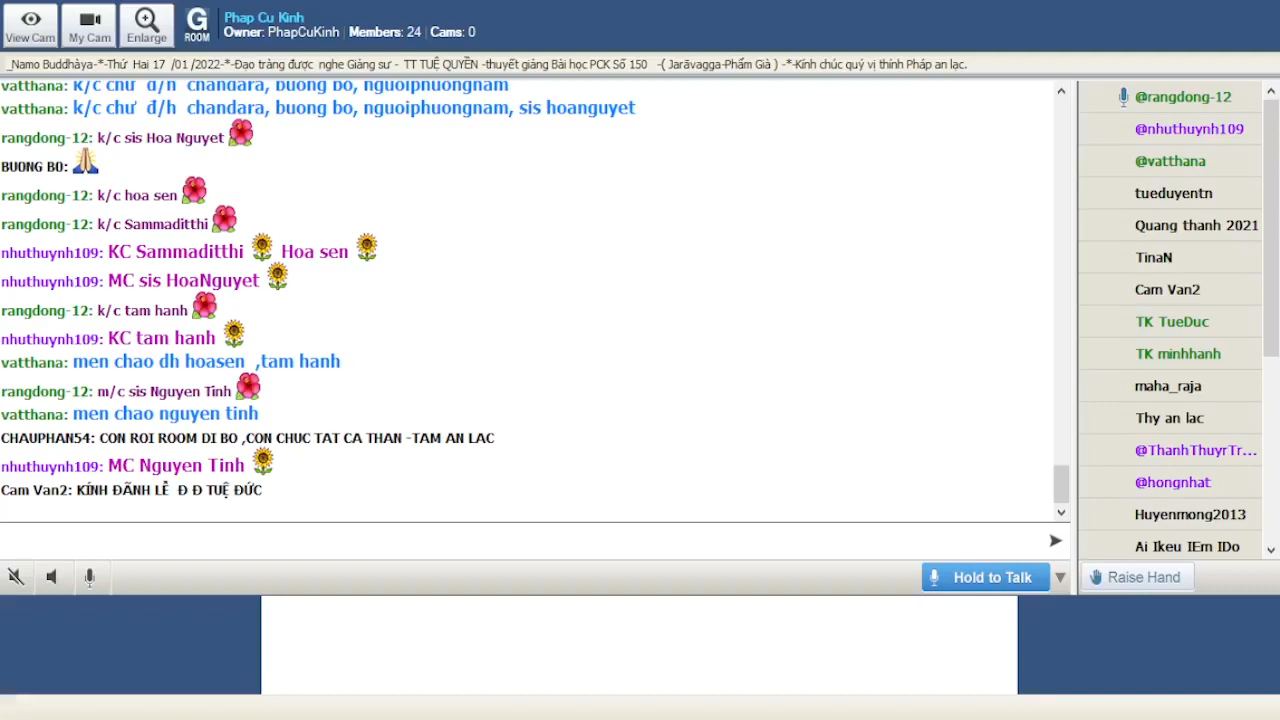 View Cam
My Cam
Enlarge
G
ROOM
Phap Cu Kinh
Owner: PhapCuKinh | Members: 24 | Cams: 0
_Namo Buddhàya-*-Thứ Hai 17 /01 /2022-*-Đạo tràng được nghe Giảng sư - TT TUỆ QUYỀN -thuyết giảng Bài học PCK Số 150 -( Jarāvagga-Phẩm Già ) -*-Kính chúc quý vị thính Pháp an lạc.
vatthana: k/c chư đ/h chandara, buong bo, nguoiphuongnam
vatthana: k/c chư đ/h chandara, buong bo, nguoiphuongnam, sis hoanguyet
rangdong-12: k/c sis Hoa Nguyet
BUONG BO:
rangdong-12: k/c hoa sen
rangdong-12: k/c Sammaditthi
nhuthuynh109: KC Sammaditthi Hoa sen
nhuthuynh109: MC sis HoaNguyet
rangdong-12: k/c tam hanh
nhuthuynh109: KC tam hanh
vatthana: men chao dh hoasen ,tam hanh
rangdong-12: m/c sis Nguyen Tinh
vatthana: men chao nguyen tinh
CHAUPHAN54: CON ROI ROOM DI BO ,CON CHUC TAT CA THAN -TAM AN LAC
nhuthuynh109: MC Nguyen Tinh
Cam Van2: KÍNH ĐÃNH LỄ Đ Đ TUỆ ĐỨC
@rangdong-12
@nhuthuynh109
@vatthana
tueduyentn
Quang thanh 2021
TinaN
Cam Van2
TK TueDuc
TK minhhanh
maha_raja
Thy an lac
@ThanhThuyrTr...
@hongnhat
Huyenmong2013
Ai Ikeu IEm IDo
Hold to Talk
Raise Hand